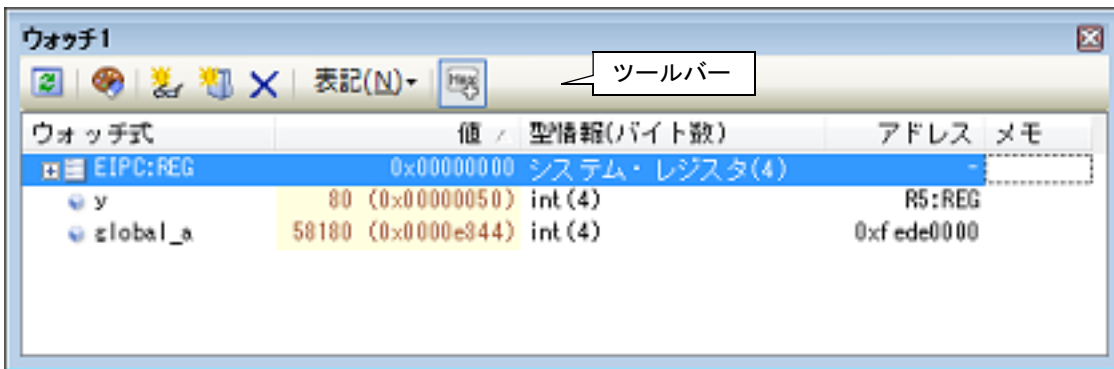 ウォッチ1
表記(N)▾ Hex ツールバー
ウォッチ式 値 型情報(バイト数) アドレス メモ
EIPC:REG 0x00000000 システム・レジスタ(4) -
y 80 (0x00000050) int(4) R5:REG
global_a 58180 (0x0000e344) int(4) 0xfede0000